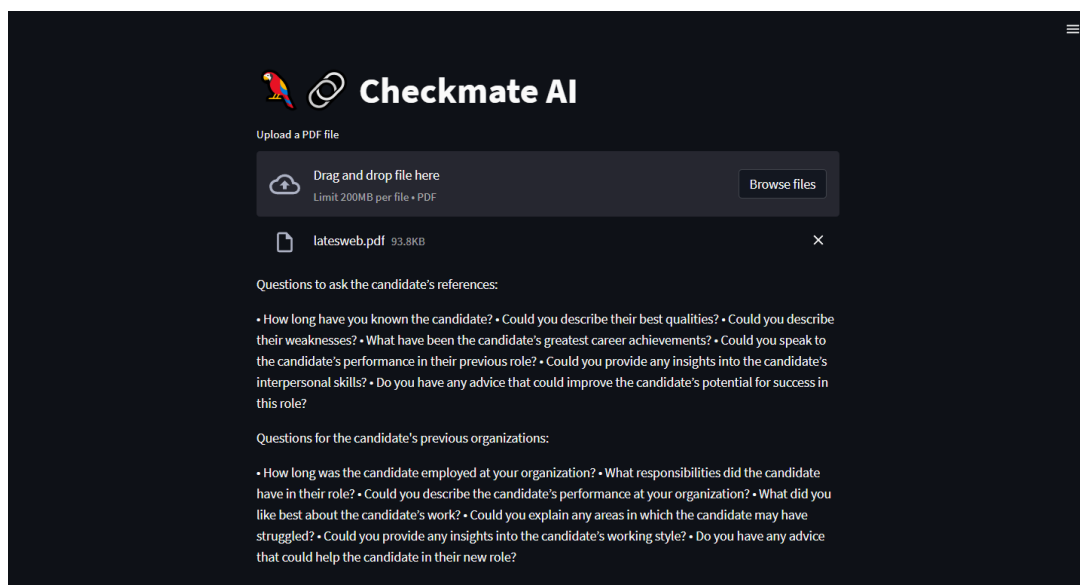 Checkmate AI
Upload a PDF file
Drag and drop file here
Limit 200MB per file • PDF
Browse files
latesweb.pdf 93.8KB
Questions to ask the candidate’s references:
• How long have you known the candidate? • Could you describe their best qualities? • Could you describe
their weaknesses? • What have been the candidate’s greatest career achievements? • Could you speak to
the candidate’s performance in their previous role? • Could you provide any insights into the candidate’s
interpersonal skills? • Do you have any advice that could improve the candidate’s potential for success in
this role?
Questions for the candidate's previous organizations:
• How long was the candidate employed at your organization? • What responsibilities did the candidate
have in their role? • Could you describe the candidate’s performance at your organization? • What did you
like best about the candidate’s work? • Could you explain any areas in which the candidate may have
struggled? • Could you provide any insights into the candidate’s working style? • Do you have any advice
that could help the candidate in their new role?